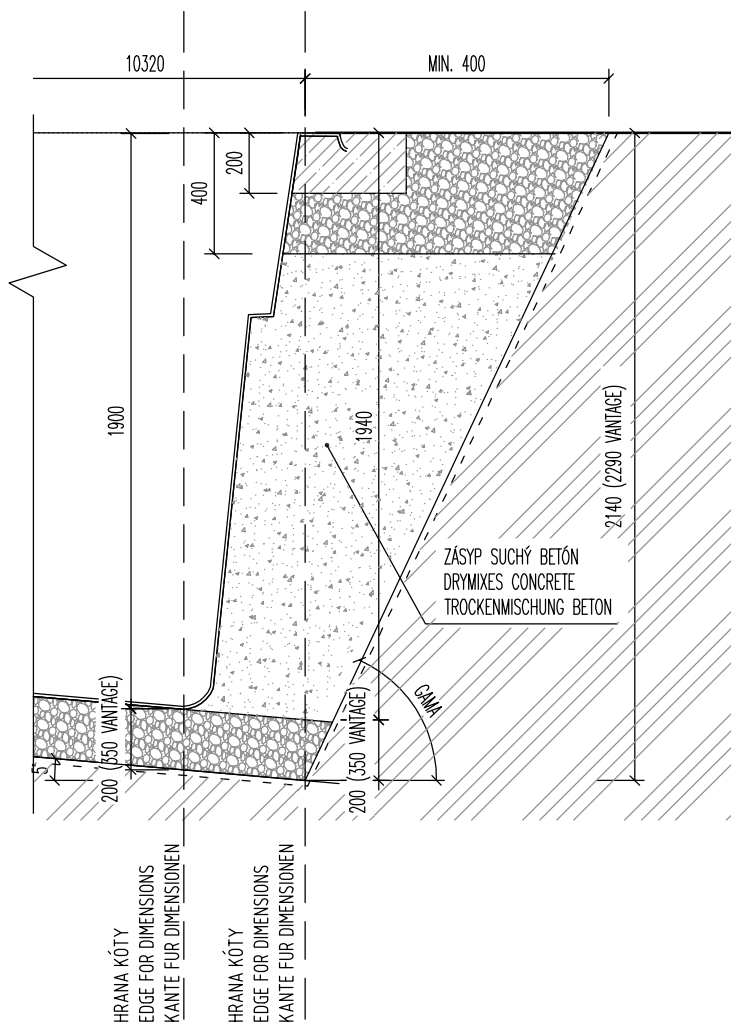 10320
MIN. 400
200
400
1900
1940
2140 (2290 VANTAGE)
ZÁSYP SUCHÝ BETÓN
DRYMIXES CONCRETE
TROCKENMISCHUNG BETON
GAMA
5°
200 (350 VANTAGE)
200 (350 VANTAGE)
HRANA KÓTY
EDGE FOR DIMENSIONS
KANTE FUR DIMENSIONEN
HRANA KÓTY
EDGE FOR DIMENSIONS
KANTE FUR DIMENSIONEN